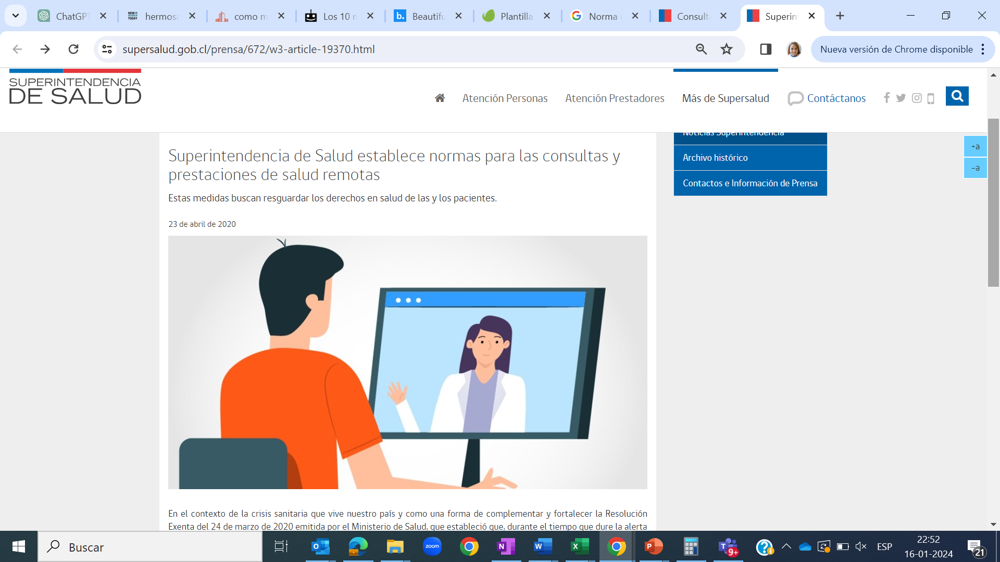 ChatGPT
hermosa
como m
Los 10 n
Beautifu
Plantilla
Norma
Consulta
Superin
supersalud.gob.cl/prensa/672/w3-article-19370.html
Nueva versión de Chrome disponible
SUPERINTENDENCIA
DE SALUD
Atención Personas
Atención Prestadores
Más de Supersalud
Contáctanos
Noticias Superintendencia
Archivo histórico
Contactos e Información de Prensa
+a
-a
Superintendencia de Salud establece normas para las consultas y
prestaciones de salud remotas
Estas medidas buscan resguardar los derechos en salud de las y los pacientes.
23 de abril de 2020
En el contexto de la crisis sanitaria que vive nuestro país y como una forma de complementar y fortalecer la Resolución
Exenta del 24 de marzo de 2020 emitida por el Ministerio de Salud, que estableció que, durante el tiempo que dure la alerta
Buscar
zoom
9+
ESP
22:52
16-01-2024
21